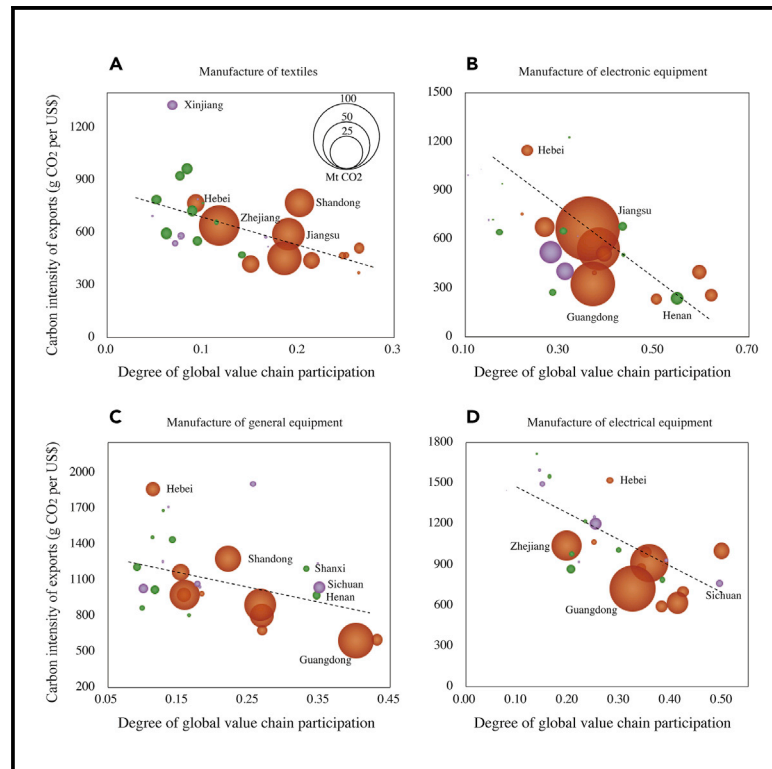 A
Manufacture of textiles
Carbon intensity of exports (g CO2 per US$)
1200
900
600
300
0
Xinjiang
100
50
25
Mt CO2
Hebei
Zhejiang
Shandong
Jiangsu
0.0
0.1
0.2
0.3
Degree of global value chain participation
B
Manufacture of electronic equipment
1500
1200
900
600
300
0
Hebei
Jiangsu
Guangdong
Henan
0.10
0.30
0.50
0.70
Degree of global value chain participation
C
Manufacture of general equipment
Carbon intensity of exports (g CO2 per US$)
2000
1700
1400
1100
800
500
200
Hebei
Shandong
Šhanxi
Sichuan
Henan
Guangdong
0.05
0.15
0.25
0.35
0.45
Degree of global value chain participation
D
Manufacture of electrical equipment
1800
1500
1200
900
600
300
0
Hebei
Zhejiang
Guangdong
Sichuan
0.00
0.10
0.20
0.30
0.40
0.50
Degree of global value chain participation